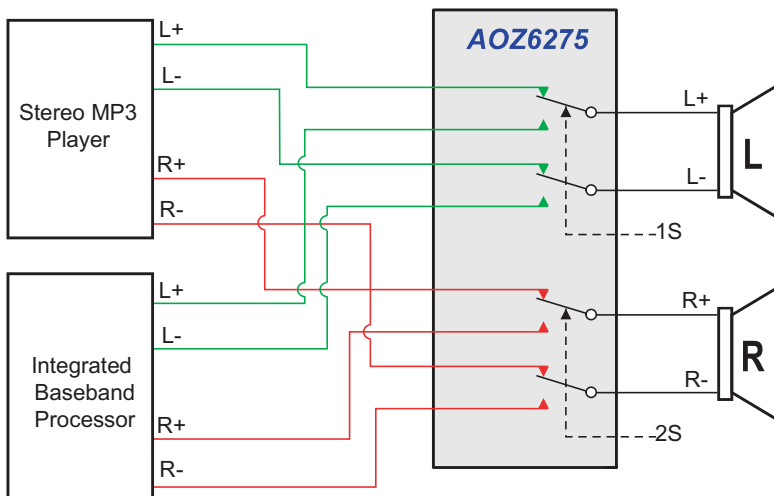 AOZ6275
Stereo MP3
Player
L+
L-
R+
R-
Integrated
Baseband
Processor
L+
L-
R+
R-
L+
L-
L
1S
R+
R-
R
2S